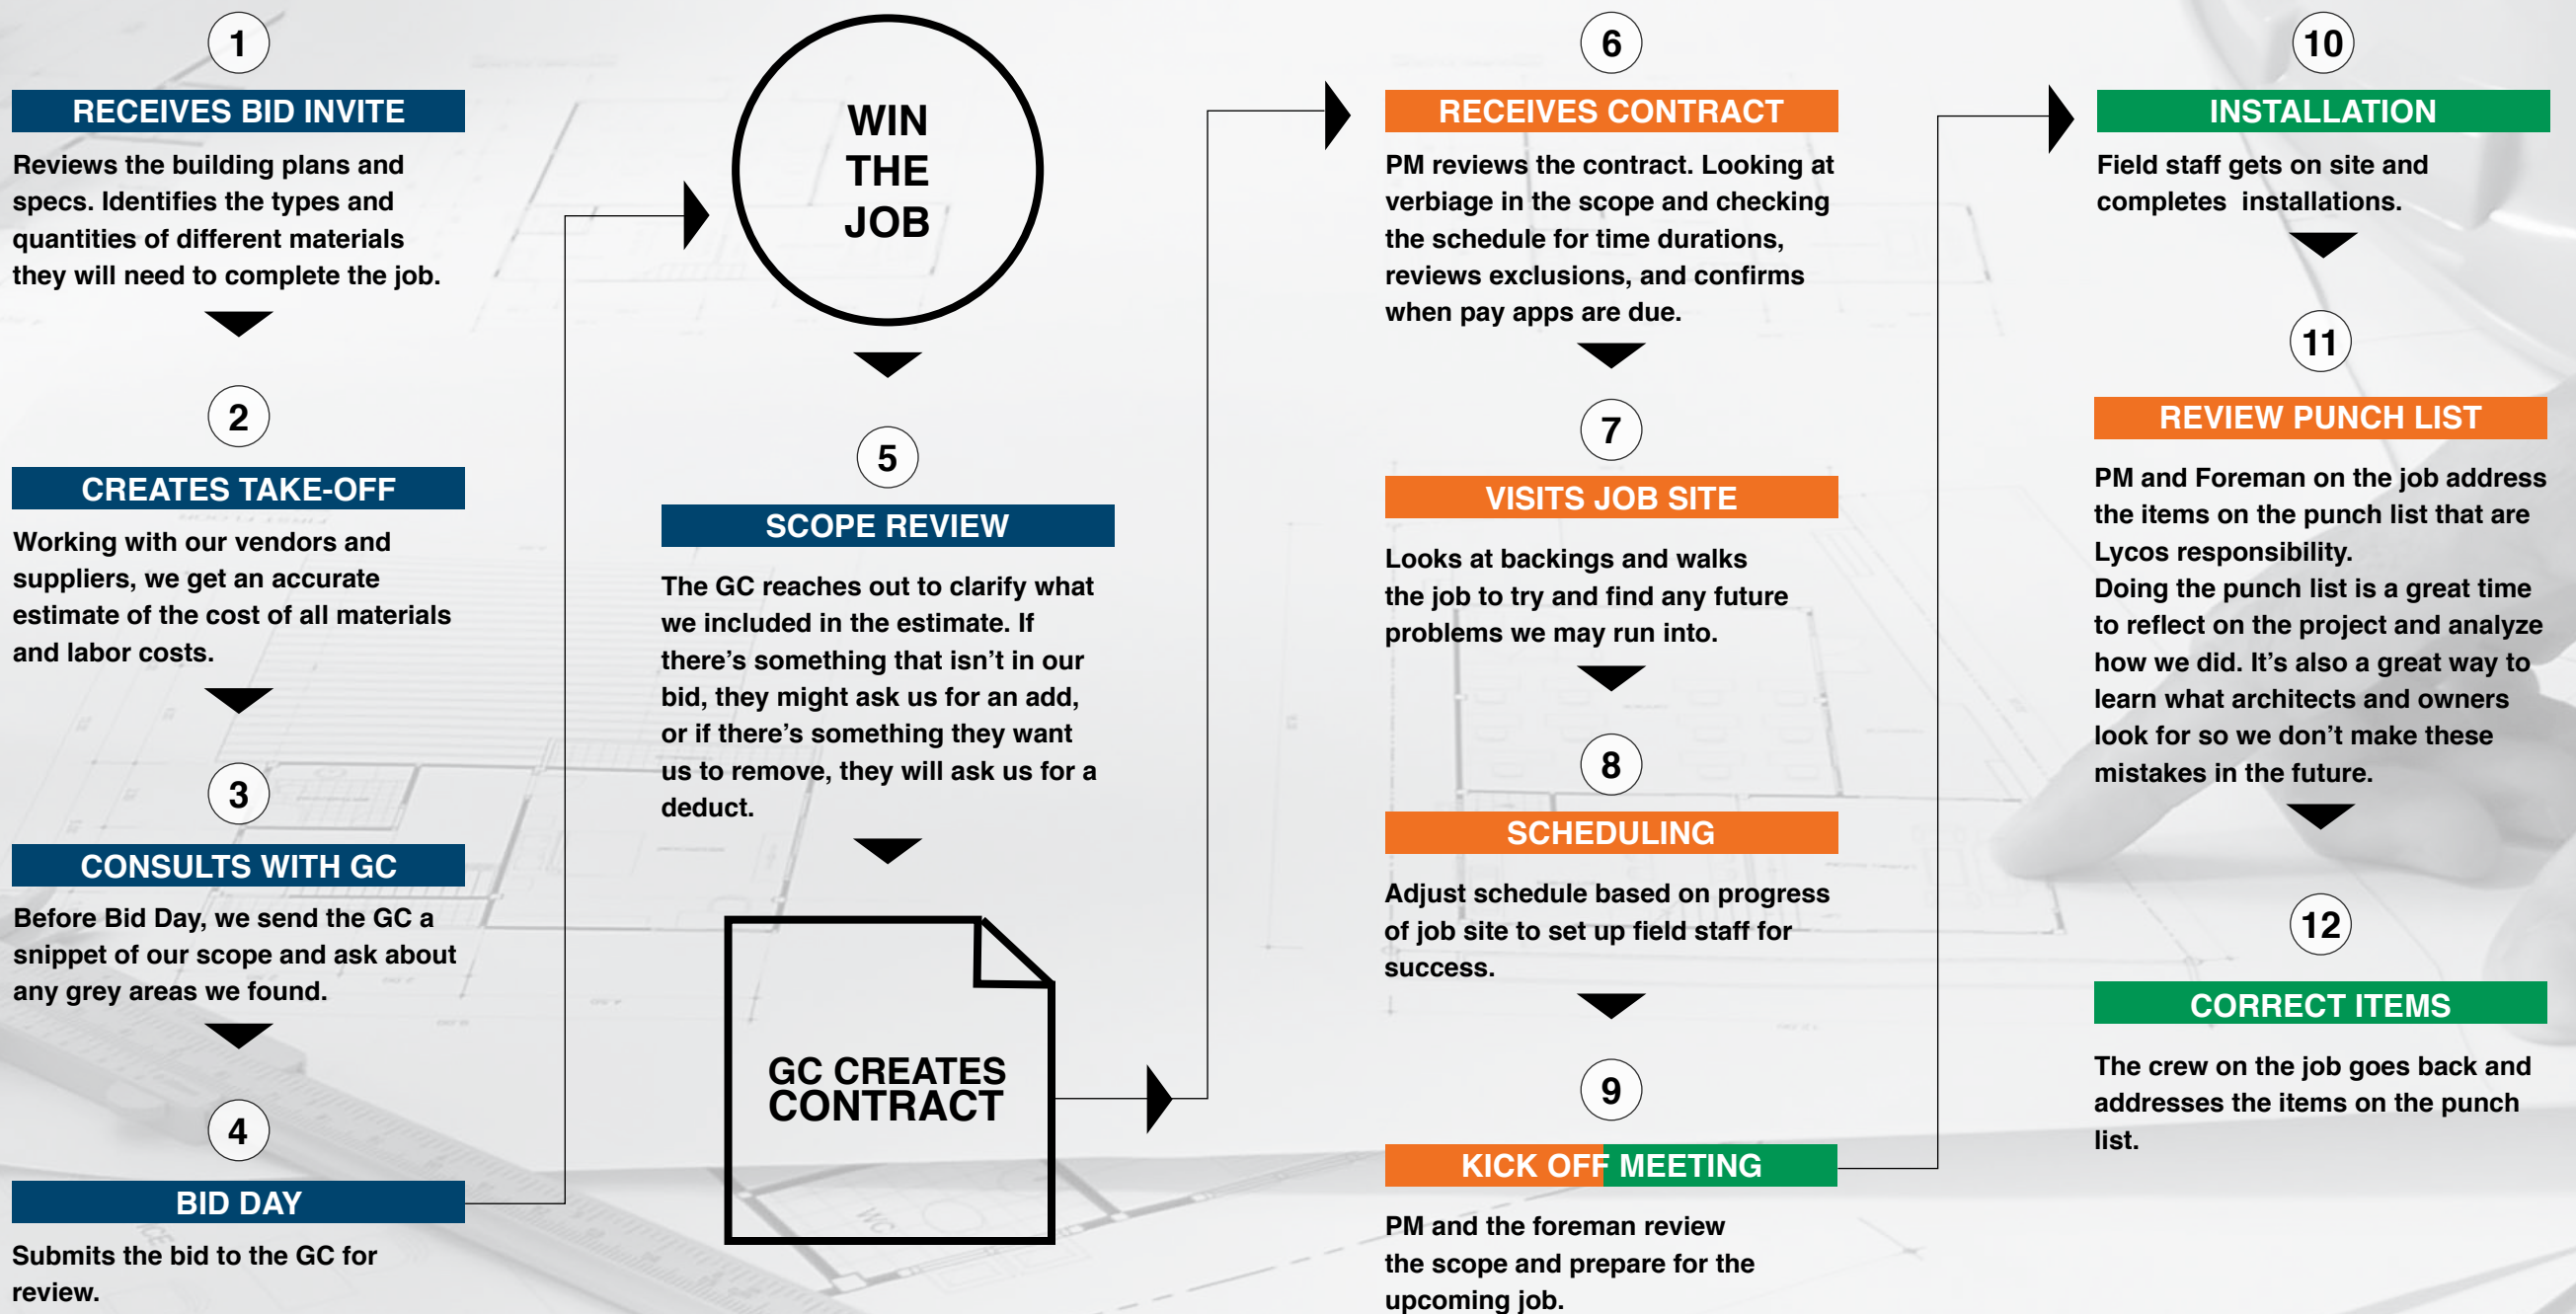 1
RECEIVES BID INVITE
Reviews the building plans and
specs. Identifies the types and
quantities of different materials
they will need to complete the job.
2
CREATES TAKE-OFF
Working with our vendors and
suppliers, we get an accurate
estimate of the cost of all materials
and labor costs.
3
CONSULTS WITH GC
Before Bid Day, we send the GC a
snippet of our scope and ask about
any grey areas we found.
4
BID DAY
Submits the bid to the GC for
review.
WIN
THE
JOB
5
SCOPE REVIEW
The GC reaches out to clarify what
we included in the estimate. If
there’s something that isn’t in our
bid, they might ask us for an add,
or if there’s something they want
us to remove, they will ask us for a
deduct.
GC CREATES
CONTRACT
WC
6
RECEIVES CONTRACT
PM reviews the contract. Looking at
verbiage in the scope and checking
the schedule for time durations,
reviews exclusions, and confirms
when pay apps are due.
7
VISITS JOB SITE
Looks at backings and walks
the job to try and find any future
problems we may run into.
8
SCHEDULING
Adjust schedule based on progress
of job site to set up field staff for
success.
9
KICK OFF MEETING
PM and the foreman review
the scope and prepare for the
upcoming job.
10
INSTALLATION
Field staff gets on site and
completes  installations.
11
REVIEW PUNCH LIST
PM and Foreman on the job address
the items on the punch list that are
Lycos responsibility.
Doing the punch list is a great time
to reflect on the project and analyze
how we did. It’s also a great way to
learn what architects and owners
look for so we don’t make these
mistakes in the future.
12
CORRECT ITEMS
The crew on the job goes back and
addresses the items on the punch
list.